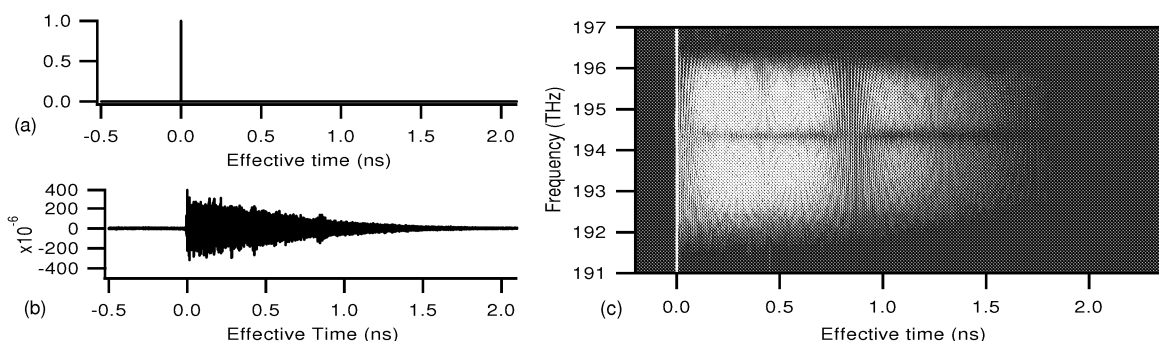 1.0
0.5
0.0
-0.5 0.0 0.5 1.0 1.5 2.0
(a)
Effective time (ns)
400
200
0
-200
-400
x10-6
-0.5 0.0 0.5 1.0 1.5 2.0
(b)
Effective Time (ns)
197
196
195
194
193
192
191
Frequency (THz)
0.0 0.5 1.0 1.5 2.0
(c)
Effective time (ns)